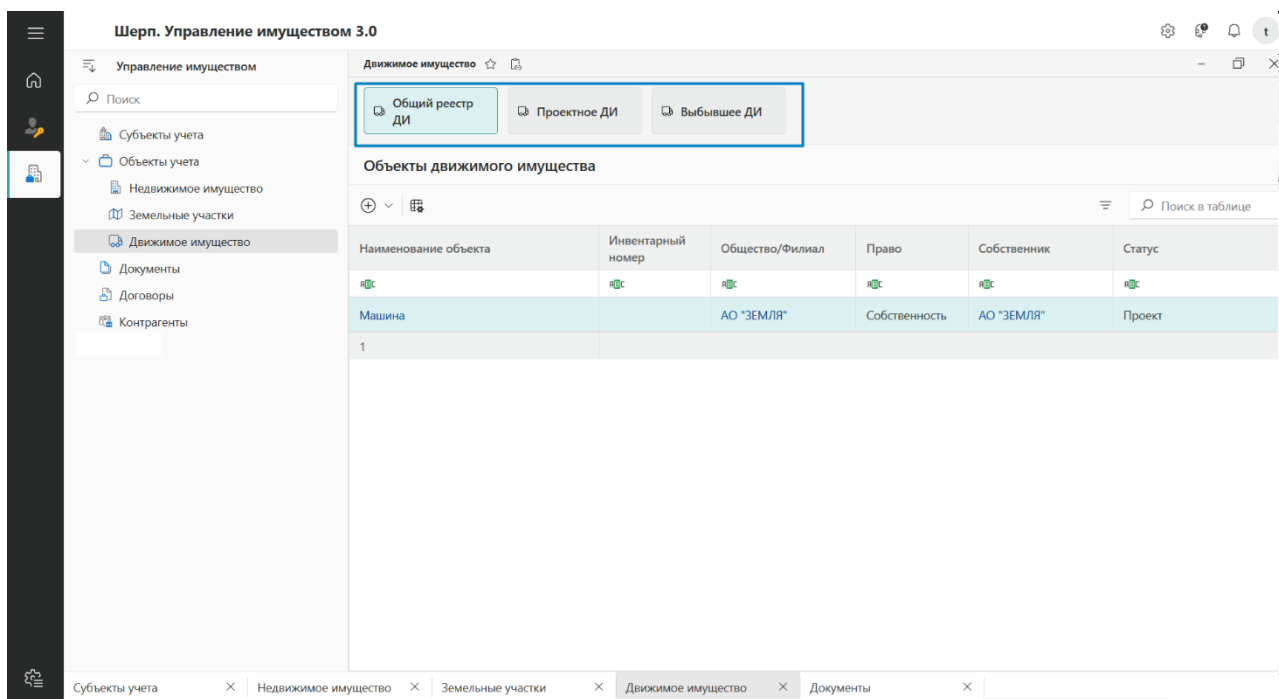 Шерп. Управление имуществом 3.0
t
Управление имуществом
Поиск
Субъекты учета
Объекты учета
Недвижимое имущество
Земельные участки
Движимое имущество
Документы
Договоры
Контрагенты
Движимое имущество
Общий реестр
ДИ
Проектное ДИ
Выбывшее ДИ
Объекты движимого имущества
Поиск в таблице
Наименование объекта
Инвентарный
номер
Общество/Филиал
Право
Собственник
Статус
Машина
АО "ЗЕМЛЯ"
Собственность
АО "ЗЕМЛЯ"
Проект
1
Субъекты учета
Недвижимое имущество
Земельные участки
Движимое имущество
Документы